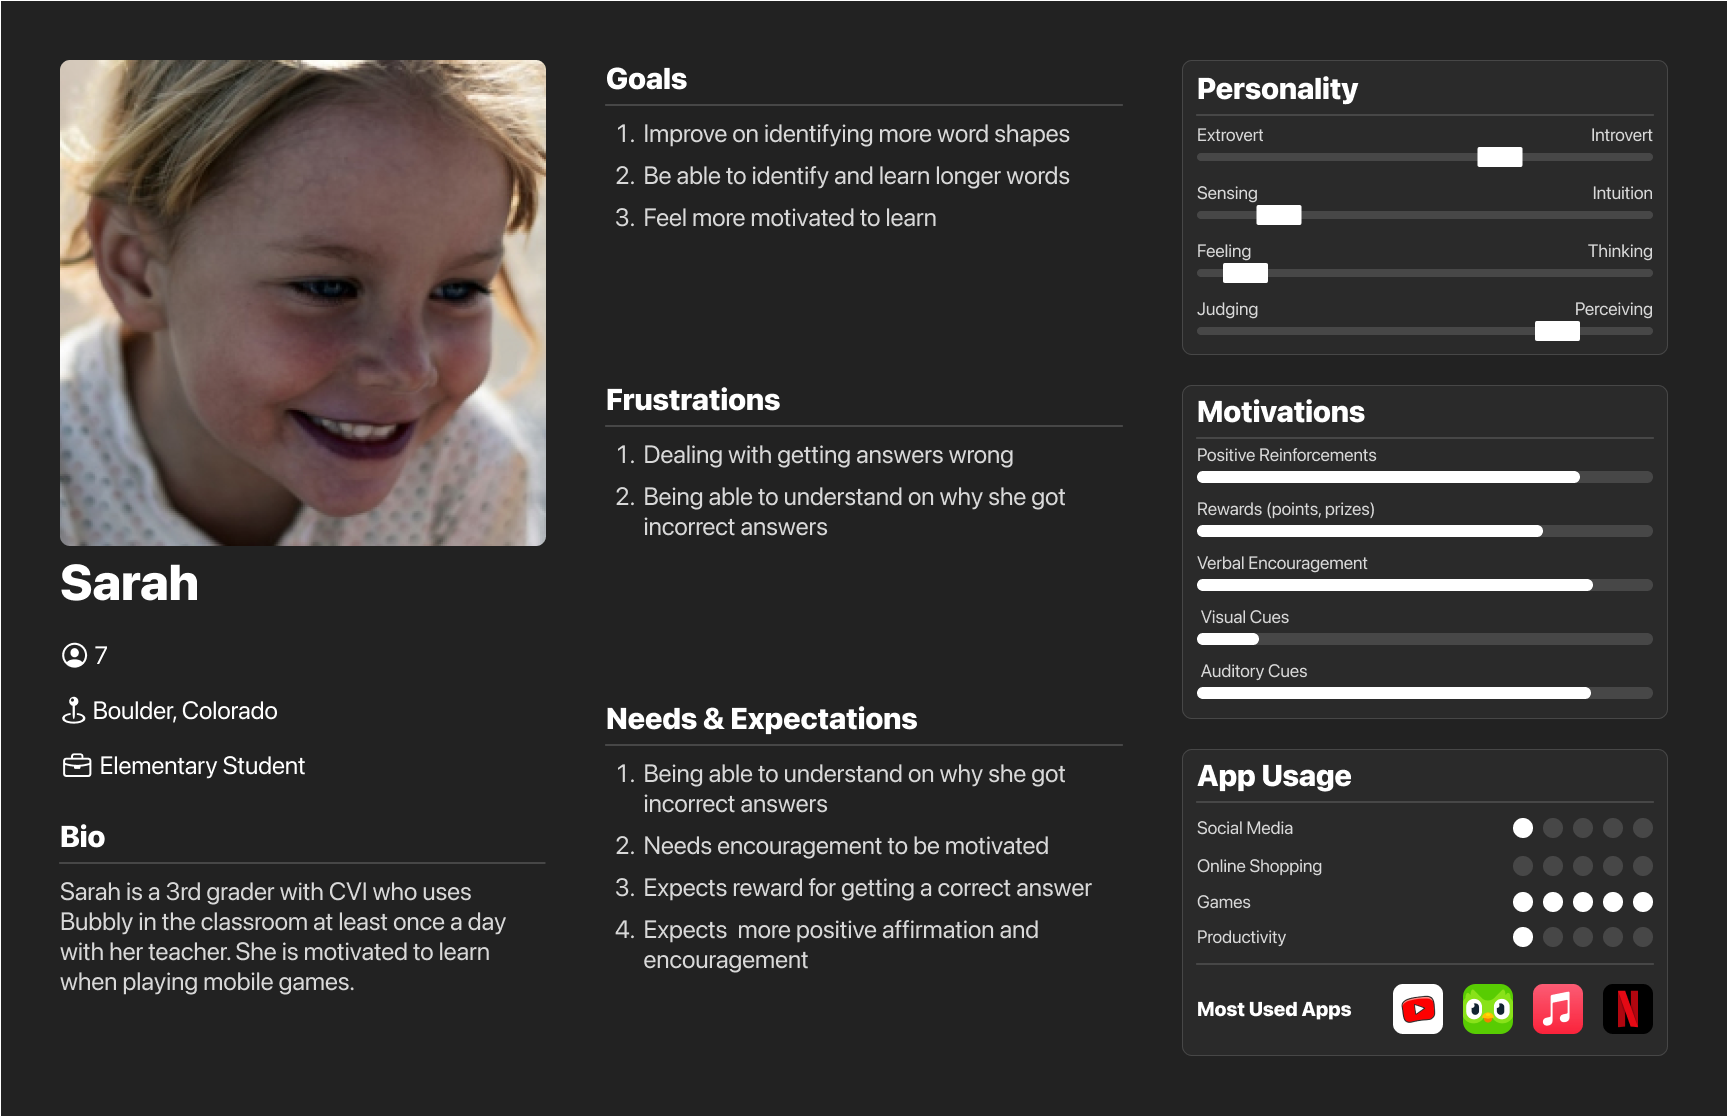 Sarah
7
Boulder, Colorado
Elementary Student
Bio
Sarah is a 3rd grader with CVI who uses
Bubbly in the classroom at least once a day
with her teacher. She is motivated to learn
when playing mobile games.
Goals
1. Improve on identifying more word shapes
2. Be able to identify and learn longer words
3. Feel more motivated to learn
Frustrations
1. Dealing with getting answers wrong
2. Being able to understand on why she got
incorrect answers
Needs & Expectations
1. Being able to understand on why she got
incorrect answers
2. Needs encouragement to be motivated
3. Expects reward for getting a correct answer
4. Expects  more positive affirmation and
encouragement
Personality
Extrovert Introvert
Sensing Intuition
Feeling Thinking
Judging Perceiving
Motivations
Positive Reinforcements
Rewards (points, prizes)
Verbal Encouragement
Visual Cues
Auditory Cues
App Usage
Social Media
Online Shopping
Games
Productivity
Most Used Apps
N